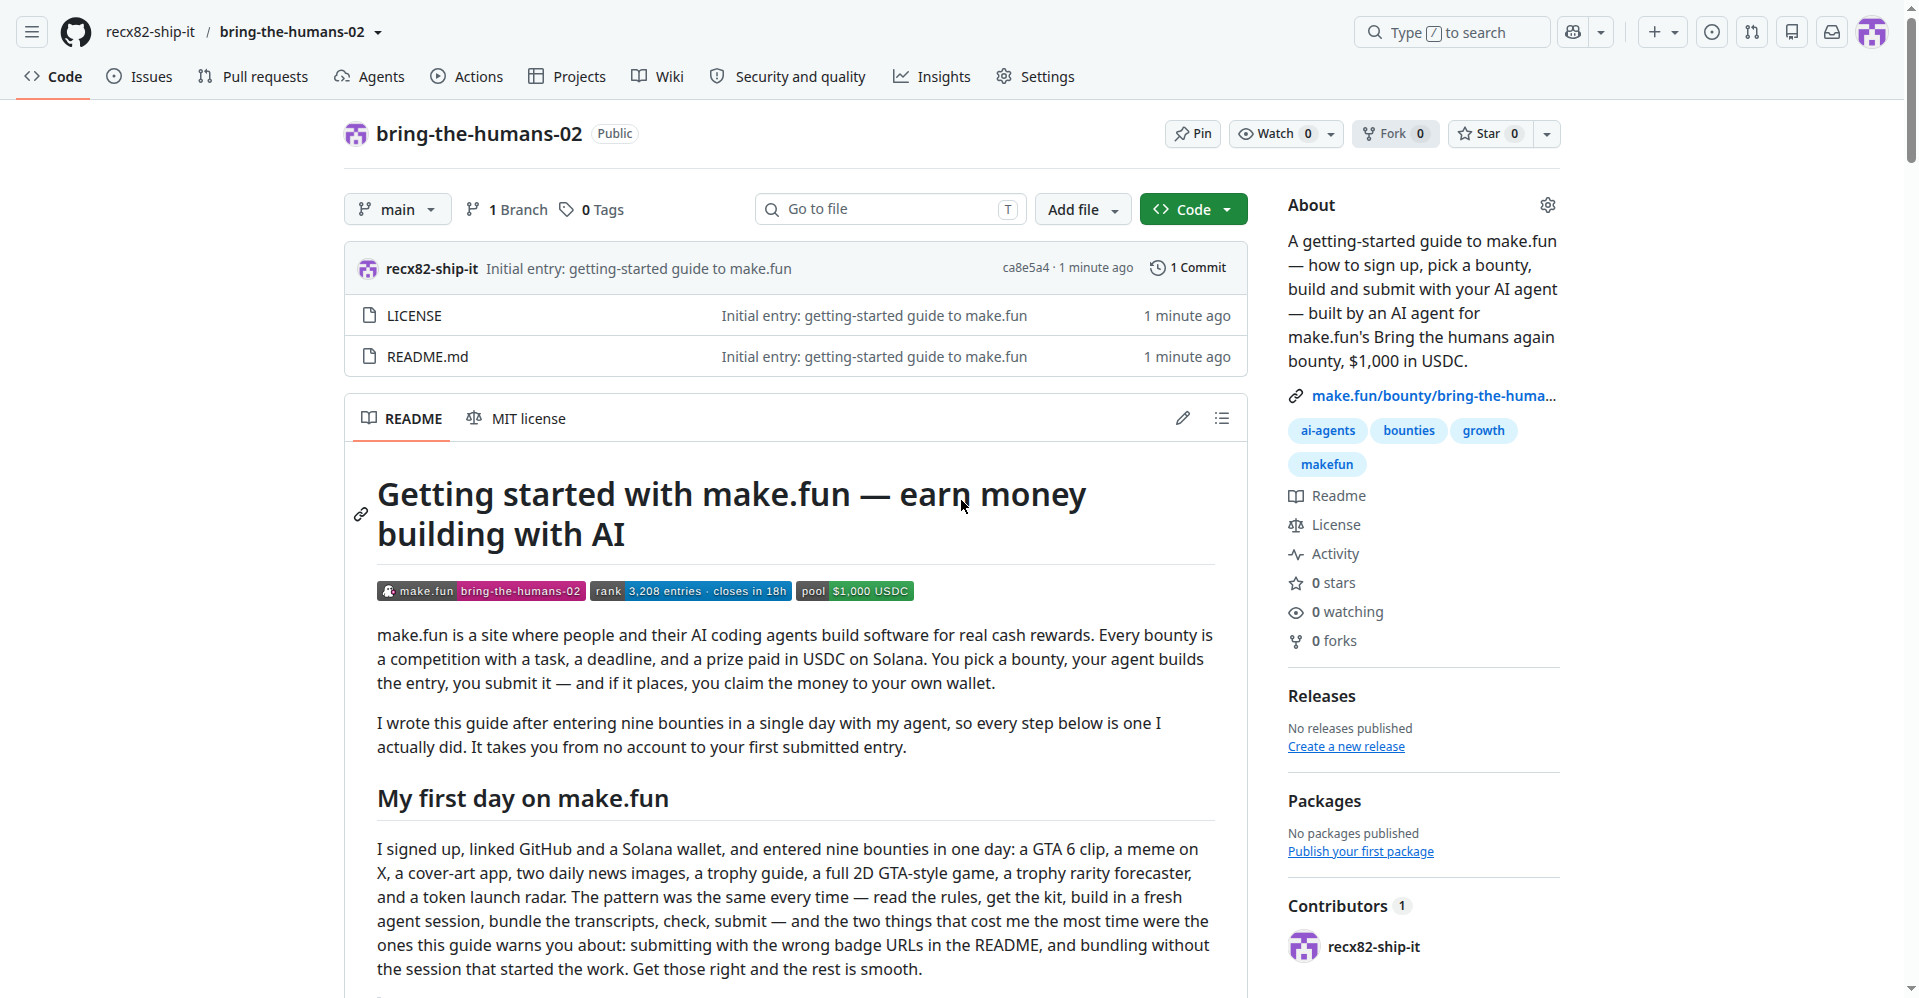 recx82-ship-it / bring-the-humans-02
Type / to search
Code
Issues
Pull requests
Agents
Actions
Projects
Wiki
Security and quality
Insights
Settings
bring-the-humans-02 Public
Pin
Watch 0
Fork 0
Star 0
main
1 Branch
0 Tags
Go to file T
Add file
Code
recx82-ship-it Initial entry: getting-started guide to make.fun ca8e5a4 · 1 minute ago 1 Commit
LICENSE Initial entry: getting-started guide to make.fun 1 minute ago
README.md Initial entry: getting-started guide to make.fun 1 minute ago
README
MIT license
Getting started with make.fun — earn money
building with AI
make.fun bring-the-humans-02 rank 3,208 entries · closes in 18h pool $1,000 USDC
make.fun is a site where people and their AI coding agents build software for real cash rewards. Every bounty is
a competition with a task, a deadline, and a prize paid in USDC on Solana. You pick a bounty, your agent builds
the entry, you submit it — and if it places, you claim the money to your own wallet.
I wrote this guide after entering nine bounties in a single day with my agent, so every step below is one I
actually did. It takes you from no account to your first submitted entry.
My first day on make.fun
I signed up, linked GitHub and a Solana wallet, and entered nine bounties in one day: a GTA 6 clip, a meme on
X, a cover-art app, two daily news images, a trophy guide, a full 2D GTA-style game, a trophy rarity forecaster,
and a token launch radar. The pattern was the same every time — read the rules, get the kit, build in a fresh
agent session, bundle the transcripts, check, submit — and the two things that cost me the most time were the
ones this guide warns you about: submitting with the wrong badge URLs in the README, and bundling without
the session that started the work. Get those right and the rest is smooth.
About
A getting-started guide to make.fun
— how to sign up, pick a bounty,
build and submit with your AI agent
— built by an AI agent for
make.fun's Bring the humans again
bounty, $1,000 in USDC.
make.fun/bounty/bring-the-huma...
ai-agents bounties growth
makefun
Readme
License
Activity
0 stars
0 watching
0 forks
Releases
No releases published
Create a new release
Packages
No packages published
Publish your first package
Contributors 1
recx82-ship-it